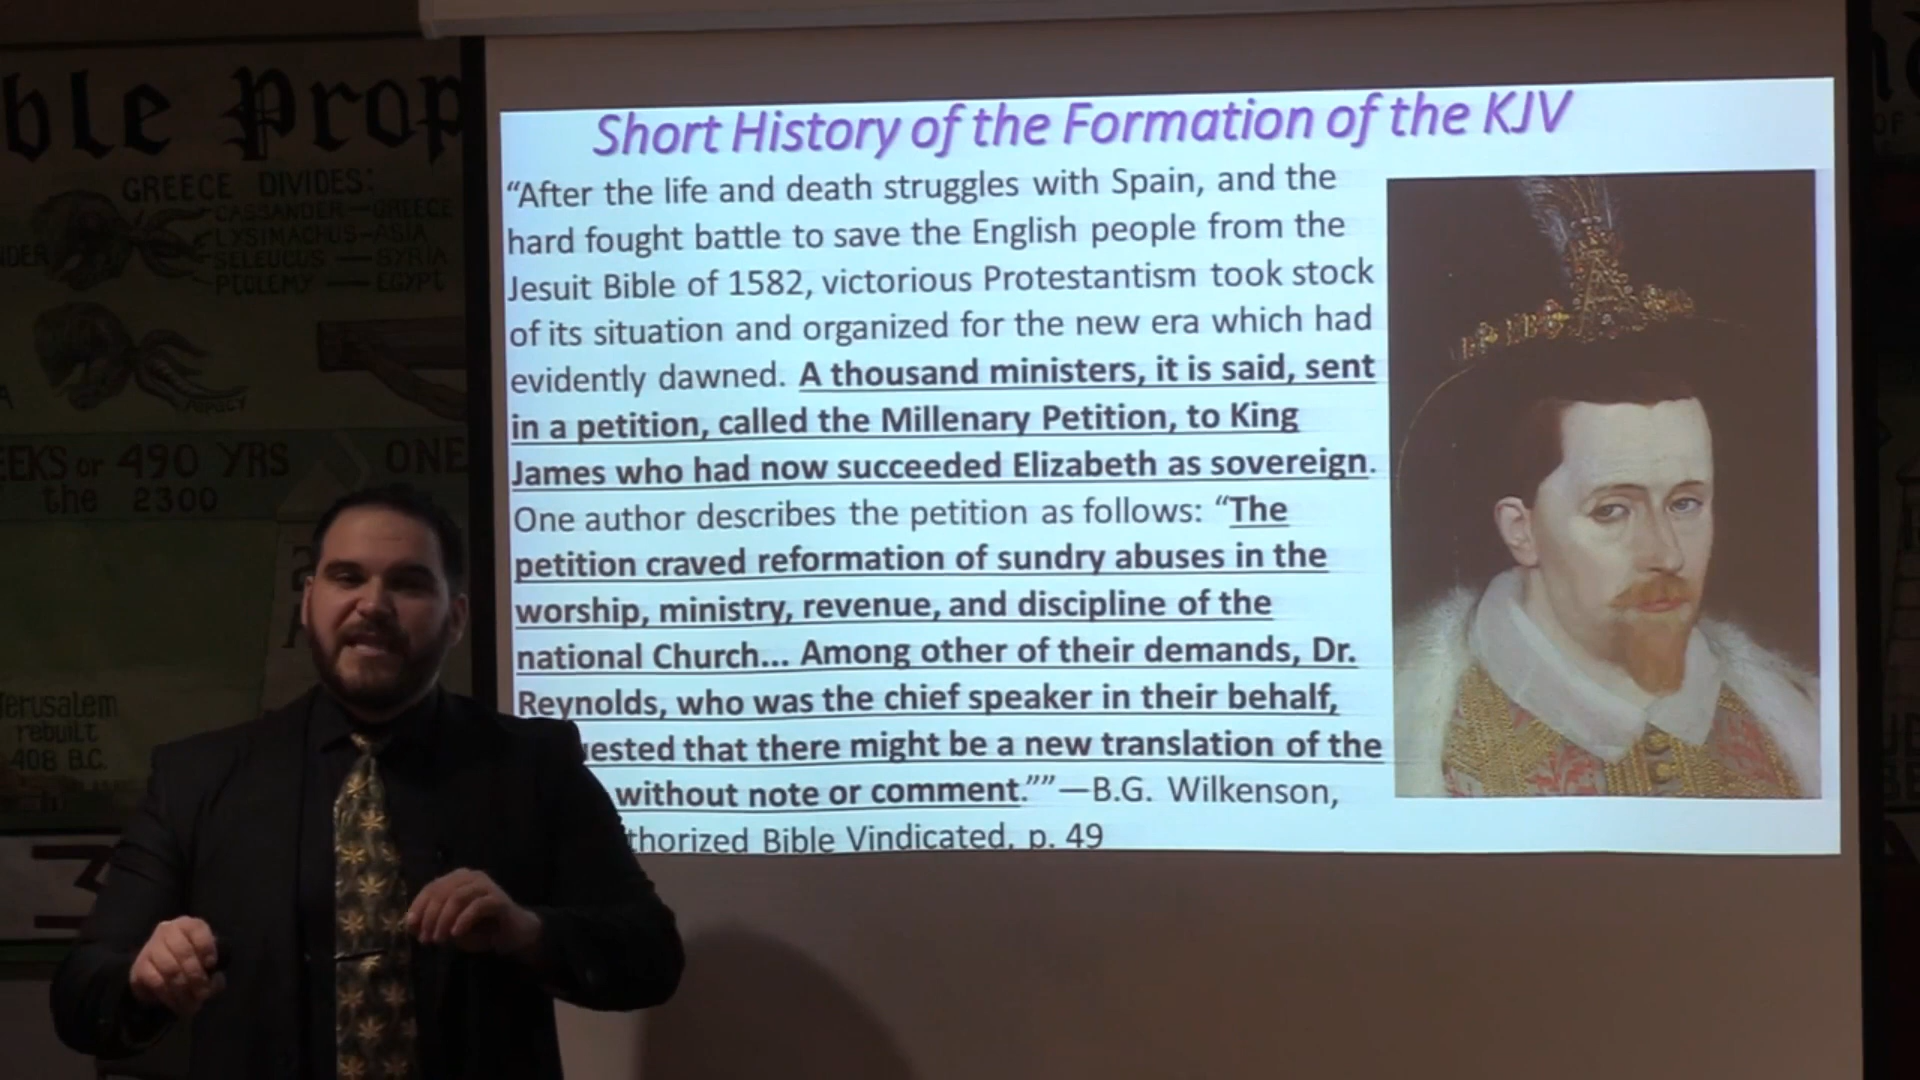 ble Prop
GREECE DIVIDES:
CASSANDER—GREECE
LYSIMACHUS—ASIA
SELEUCUS — SYRIA
PTOLEMY — EGYPT
EEKS or 490 YRS
the 2300
ONE
Jerusalem
rebuilt
408 B.C.
Short History of the Formation of the KJV
“After the life and death struggles with Spain, and the
hard fought battle to save the English people from the
Jesuit Bible of 1582, victorious Protestantism took stock
of its situation and organized for the new era which had
evidently dawned. A thousand ministers, it is said, sent
in a petition, called the Millenary Petition, to King
James who had now succeeded Elizabeth as sovereign.
One author describes the petition as follows: “The
petition craved reformation of sundry abuses in the
worship, ministry, revenue, and discipline of the
national Church... Among other of their demands, Dr.
Reynolds, who was the chief speaker in their behalf,
uested that there might be a new translation of the
without note or comment.””—B.G. Wilkenson,
thorized Bible Vindicated, p. 49